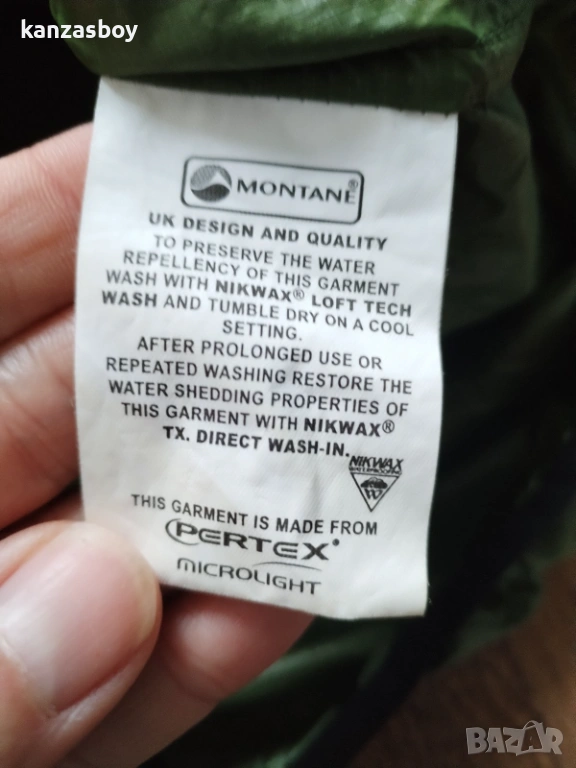 kanzasboy
MONTANE®
UK DESIGN AND QUALITY
TO PRESERVE THE WATER
REPELLENCY OF THIS GARMENT
WASH WITH NIKWAX® LOFT TECH
WASH AND TUMBLE DRY ON A COOL
SETTING.
AFTER PROLONGED USE OR
REPEATED WASHING RESTORE THE
WATER SHEDDING PROPERTIES OF
THIS GARMENT WITH NIKWAX®
TX. DIRECT WASH-IN.
NIKWAX
WATERPROOFING
THIS GARMENT IS MADE FROM
PERTEX®
MICROLIGHT
BAZAR